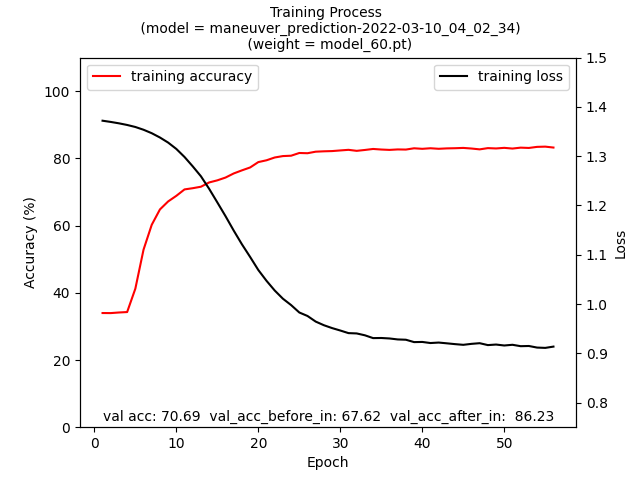 Training Process
(model = maneuver_prediction-2022-03-10_04_02_34)
(weight = model_60.pt)
training accuracy
training loss
Accuracy (%)
100
80
60
40
20
0
1.5
1.4
1.3
1.2
1.1
1.0
0.9
0.8
Loss
val acc: 70.69  val_acc_before_in: 67.62  val_acc_after_in:  86.23
0 10 20 30 40 50
Epoch